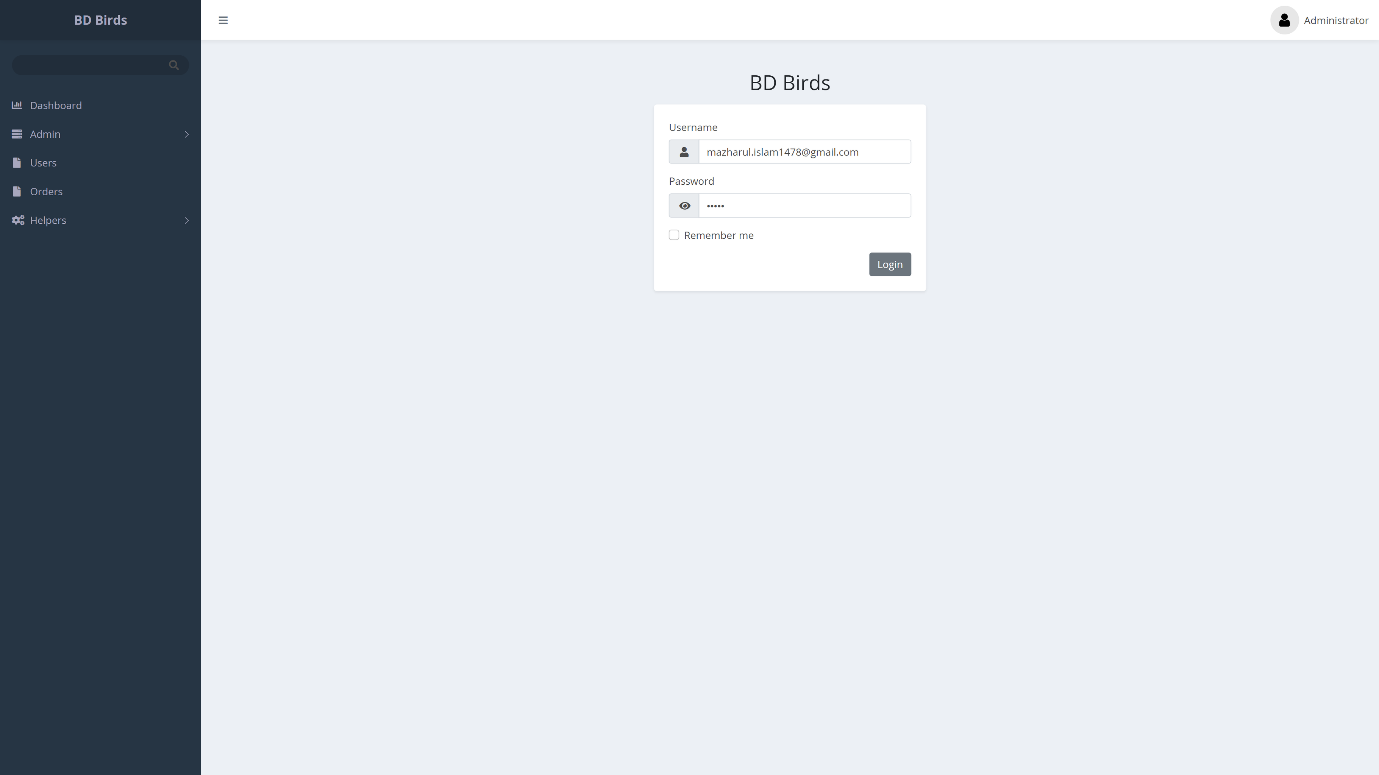 BD Birds
Administrator
Dashboard
Admin
Users
Orders
Helpers
BD Birds
Username
mazharul.islam1478@gmail.com
Password
•••••
Remember me
Login